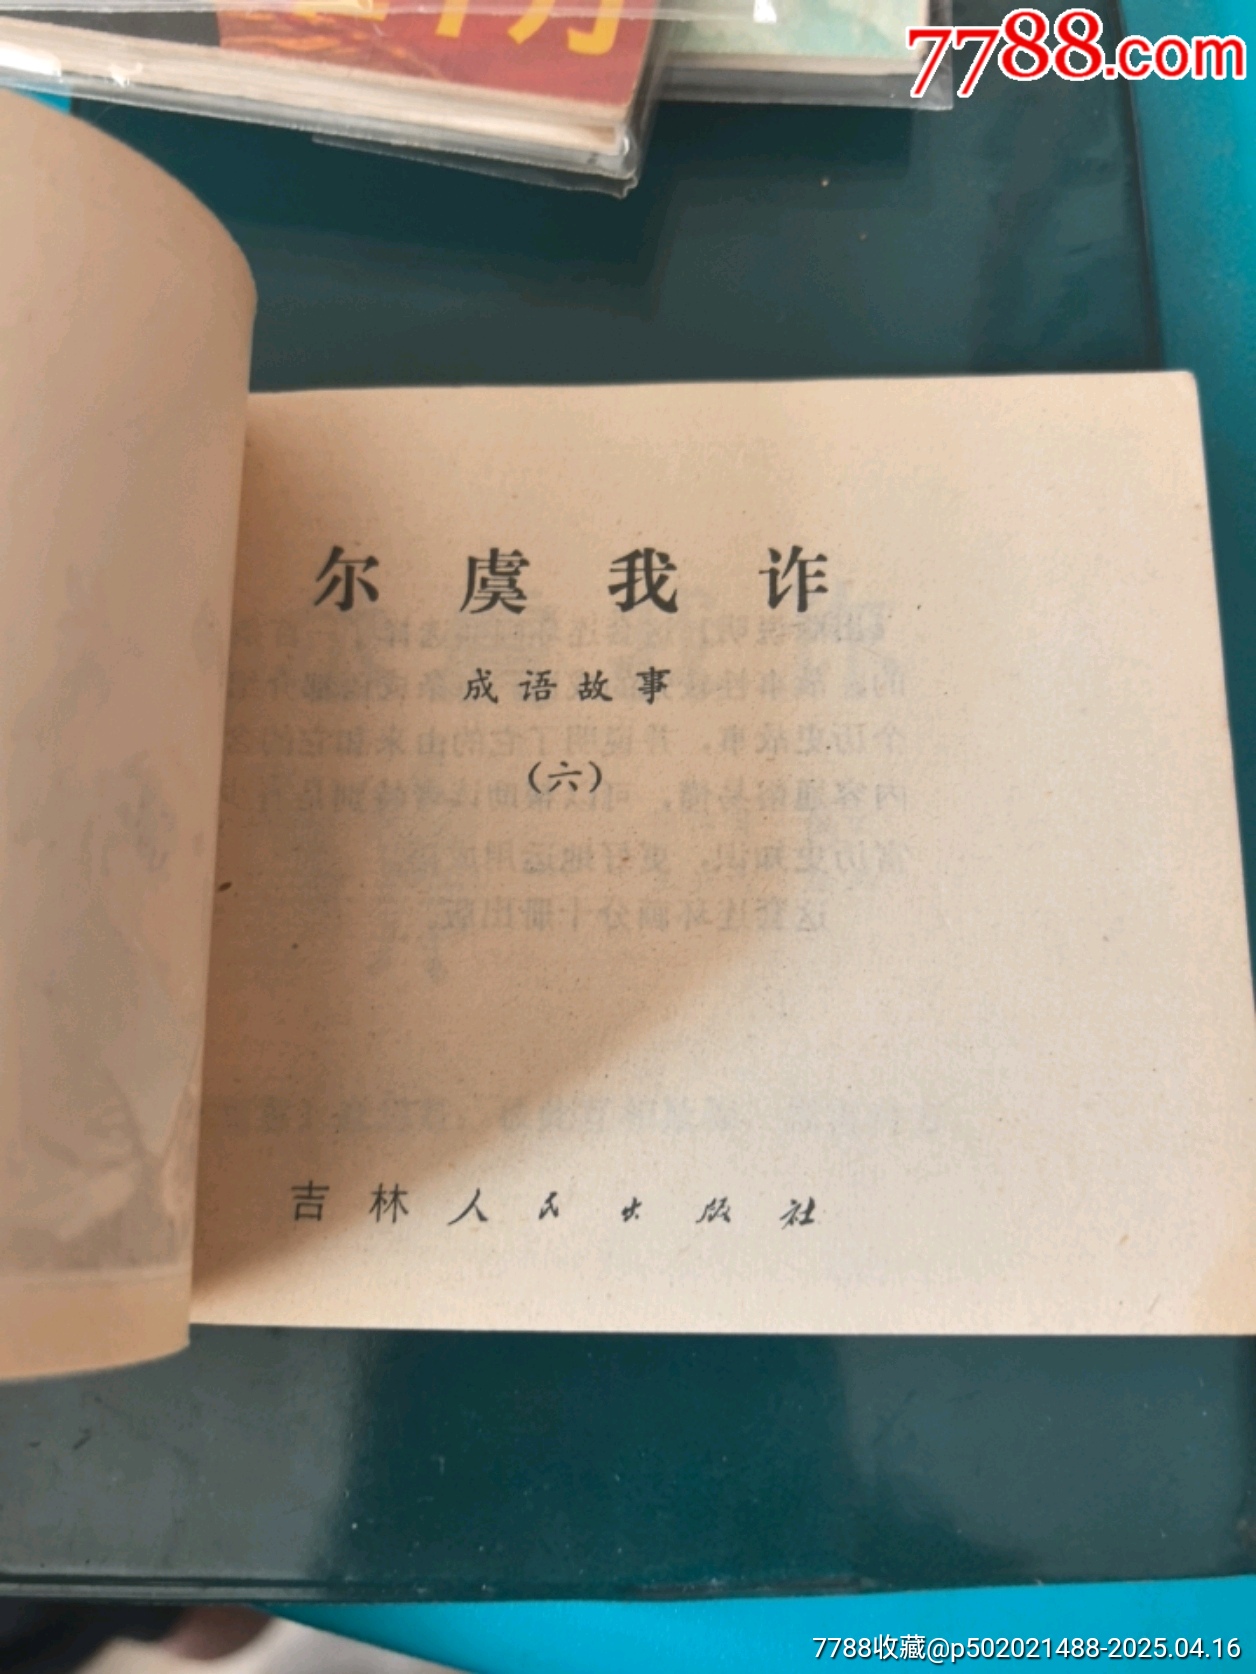 7788.com
尔虞我诈
成语故事
（六）
吉林人民出版社
7788收藏@p502021488-2025.04.16